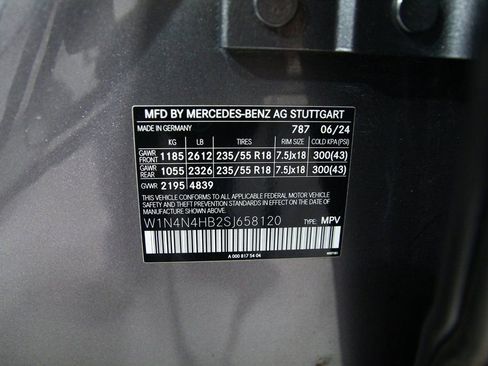 MFD BY MERCEDES-BENZ AG STUTTGART
MADE IN GERMANY 787 06/24
KG LB TIRES RIM SIZE COLD KPA (PSI)
GAWR FRONT 1185 2612 235/55 R18 7.5Jx18 300(43)
GAWR REAR 1055 2326 235/55 R18 7.5Jx18 300(43)
GVWR 2195 4839
THIS VEHICLE CONFORMS TO ALL APPLICABLE FEDERAL MOTOR VEHICLE
SAFETY AND THEFT PREVENTION STANDARDS IN EFFECT ON THE DATE OF
MANUFACTURE SHOWN ABOVE.
W1N4N4HB2SJ658120 TYPE: MPV
A 000 817 54 04